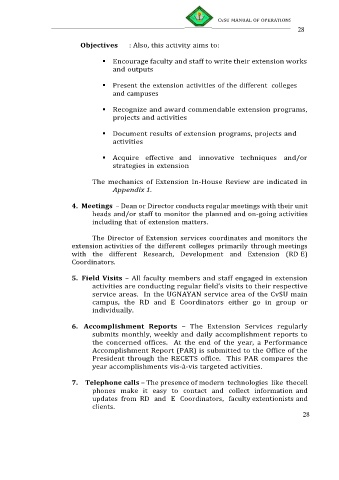 CvSU MANUAL OF OPERATIONS
28
Objectives : Also, this activity aims to:
▪ Encourage faculty and staff to write their extension works
and outputs
▪ Present the extension activities of the different colleges
and campuses
▪ Recognize and award commendable extension programs,
projects and activities
▪ Document results of extension programs, projects and
activities
▪ Acquire effective and innovative techniques and/or
strategies in extension
The mechanics of Extension In-House Review are indicated in
Appendix 1.
4. Meetings – Dean or Director conducts regular meetings with their unit
heads and/or staff to monitor the planned and on-going activities
including that of extension matters.
The Director of Extension services coordinates and monitors the
extension activities of the different colleges primarily through meetings
with the different Research, Development and Extension (RD E)
Coordinators.
5. Field Visits – All faculty members and staff engaged in extension
activities are conducting regular field's visits to their respective
service areas. In the UGNAYAN service area of the CvSU main
campus, the RD and E Coordinators either go in group or
individually.
6. Accomplishment Reports – The Extension Services regularly
submits monthly, weekly and daily accomplishment reports to
the concerned offices. At the end of the year, a Performance
Accomplishment Report (PAR) is submitted to the Office of the
President through the RECETS office. This PAR compares the
year accomplishments vis-à-vis targeted activities.
7. Telephone calls – The presence of modern technologies like thecell
phones make it easy to contact and collect information and
updates from RD and E Coordinators, faculty extentionists and
clients.
28